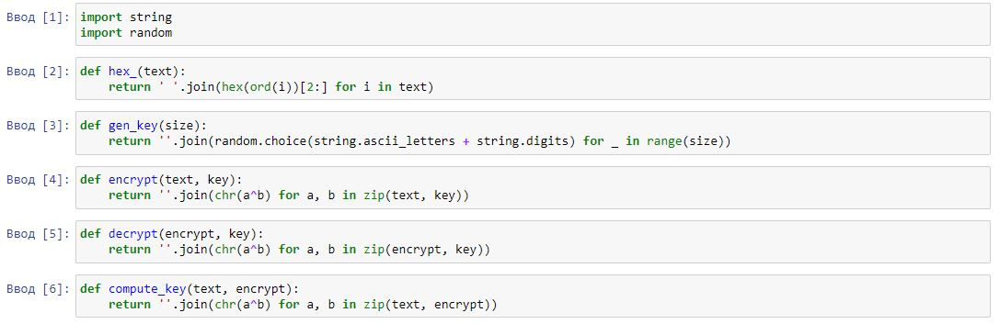 Ввод [1]: import string
import random
Ввод [2]: def hex_(text):
    return ' '.join(hex(ord(i))[2:] for i in text)
Ввод [3]: def gen_key(size):
    return ''.join(random.choice(string.ascii_letters + string.digits) for _ in range(size))
Ввод [4]: def encrypt(text, key):
    return ''.join(chr(a^b) for a, b in zip(text, key))
Ввод [5]: def decrypt(encrypt, key):
    return ''.join(chr(a^b) for a, b in zip(encrypt, key))
Ввод [6]: def compute_key(text, encrypt):
    return ''.join(chr(a^b) for a, b in zip(text, encrypt))